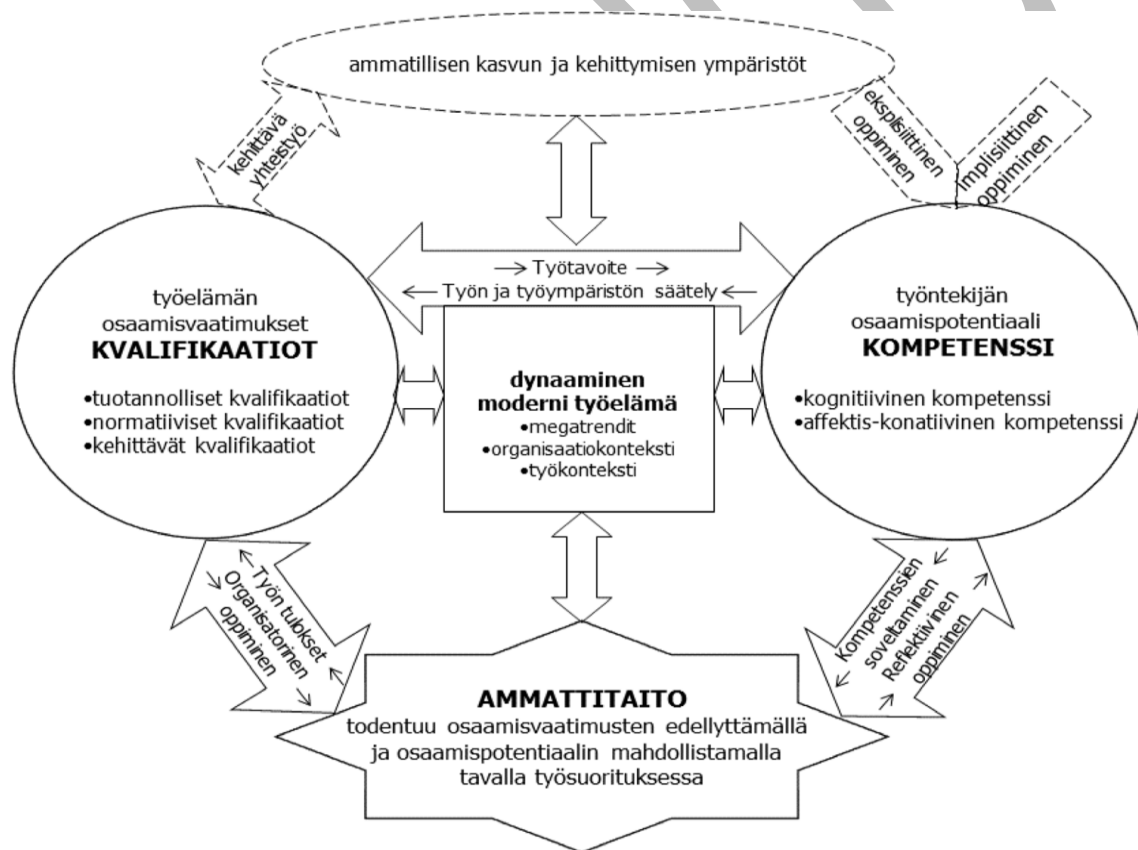 ammatillisen kasvun ja kehittymisen ympäristöt
kehittävä
yhteistyö
eksplisiittinen
oppiminen
implisiittinen
oppiminen
→ Työtavoite →
← Työn ja työympäristön säätely ←
työelämän
osaamisvaatimukset
KVALIFIKAATIOT
•tuotannolliset kvalifikaatiot
•normatiiviset kvalifikaatiot
•kehittävät kvalifikaatiot
dynaaminen
moderni työelämä
•megatrendit
•organisaatiokonteksti
•työkonteksti
työntekijän
osaamispotentiaali
KOMPETENSSI
•kognitiivinen kompetenssi
•affektis-konatiivinen kompetenssi
← Työn tulokset ←
→ Organisatorinen →
oppiminen
← Kompetenssien ←
soveltaminen
→ Reflektiivinen →
oppiminen
AMMATTITAITO
todentuu osaamisvaatimusten edellyttämällä
ja osaamispotentiaalin mahdollistamalla
tavalla työsuorituksessa